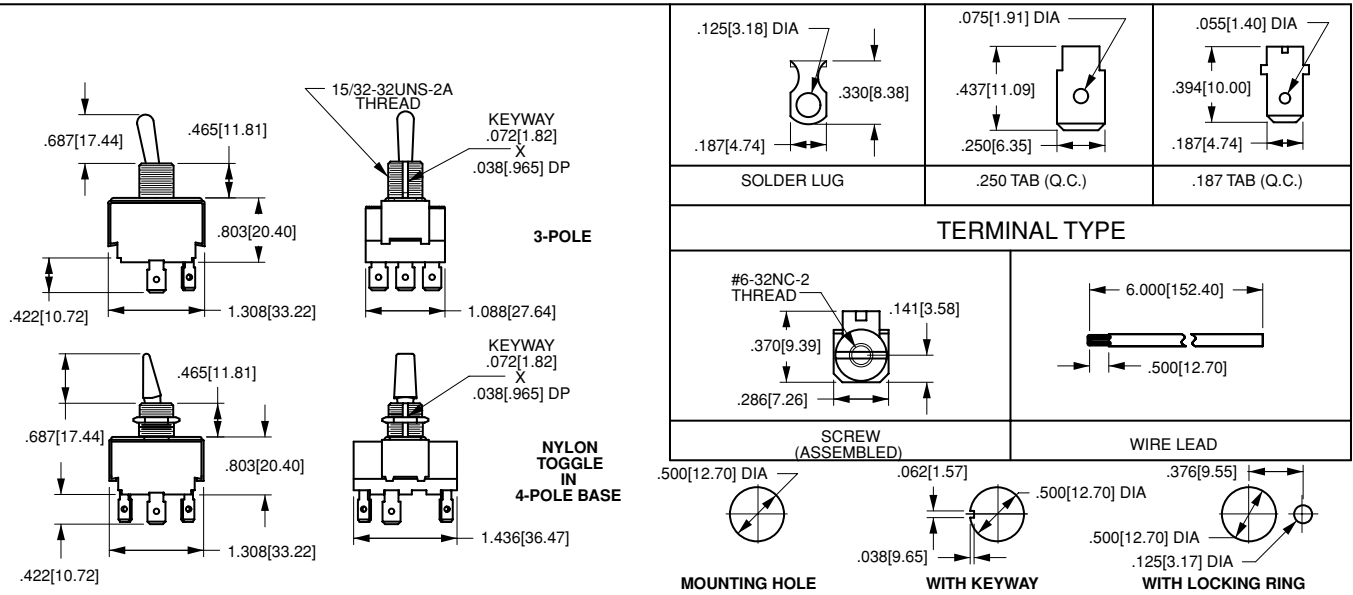 .687[17.44]
.465[11.81]
15/32-32UNS-2A
THREAD
KEYWAY
.072[1.82]
X
.038[.965] DP
.803[20.40]
3-POLE
.422[10.72]
1.308[33.22]
1.088[27.64]
.687[17.44]
.465[11.81]
KEYWAY
.072[1.82]
X
.038[.965] DP
.803[20.40]
NYLON
TOGGLE
IN
4-POLE BASE
.422[10.72]
1.308[33.22]
1.436[36.47]
.125[3.18] DIA
.330[8.38]
.187[4.74]
SOLDER LUG
.075[1.91] DIA
.437[11.09]
.250[6.35]
.250 TAB (Q.C.)
.055[1.40] DIA
.394[10.00]
.187[4.74]
.187 TAB (Q.C.)
TERMINAL TYPE
#6-32NC-2
THREAD
.141[3.58]
.370[9.39]
.286[7.26]
SCREW
(ASSEMBLED)
6.000[152.40]
.500[12.70]
WIRE LEAD
.500[12.70] DIA
MOUNTING HOLE
.062[1.57]
.500[12.70] DIA
.038[9.65]
WITH KEYWAY
.376[9.55]
.500[12.70] DIA
.125[3.17] DIA
WITH LOCKING RING